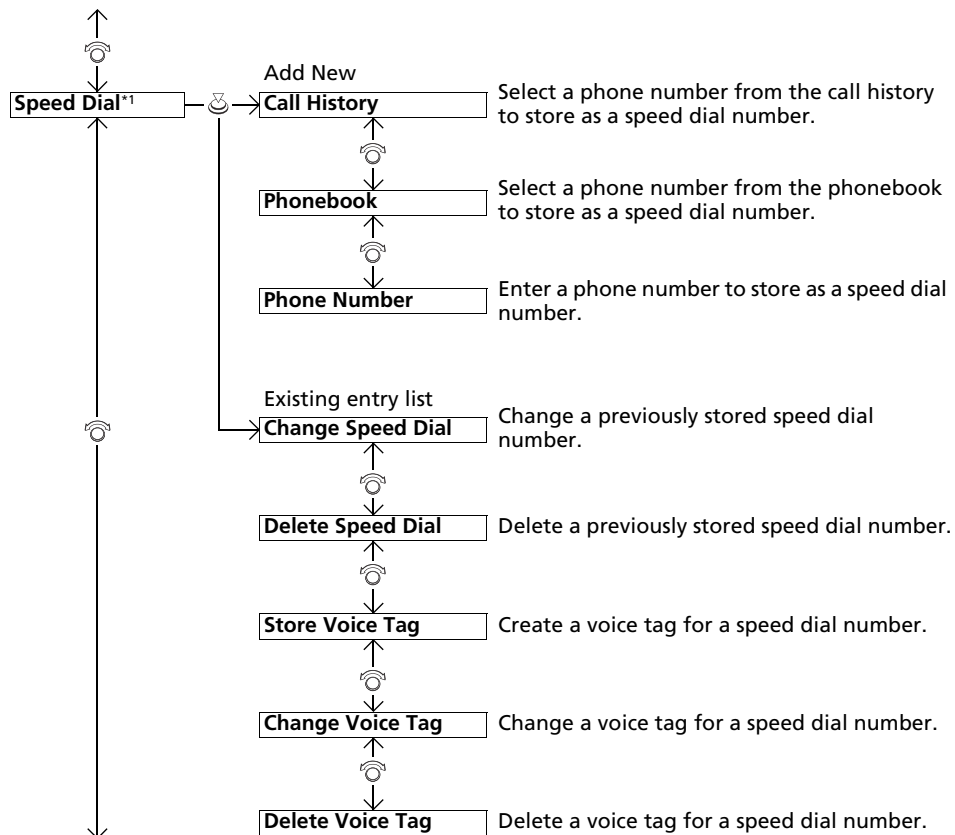 Add New
Speed Dial*1
Call History
Select a phone number from the call history
to store as a speed dial number.
Phonebook
Select a phone number from the phonebook
to store as a speed dial number.
Phone Number
Enter a phone number to store as a speed dial
number.
Existing entry list
Change Speed Dial
Change a previously stored speed dial
number.
Delete Speed Dial
Delete a previously stored speed dial number.
Store Voice Tag
Create a voice tag for a speed dial number.
Change Voice Tag
Change a voice tag for a speed dial number.
Delete Voice Tag
Delete a voice tag for a speed dial number.